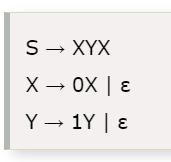 S → XYX
X → 0X | ε
Y → 1Y | ε